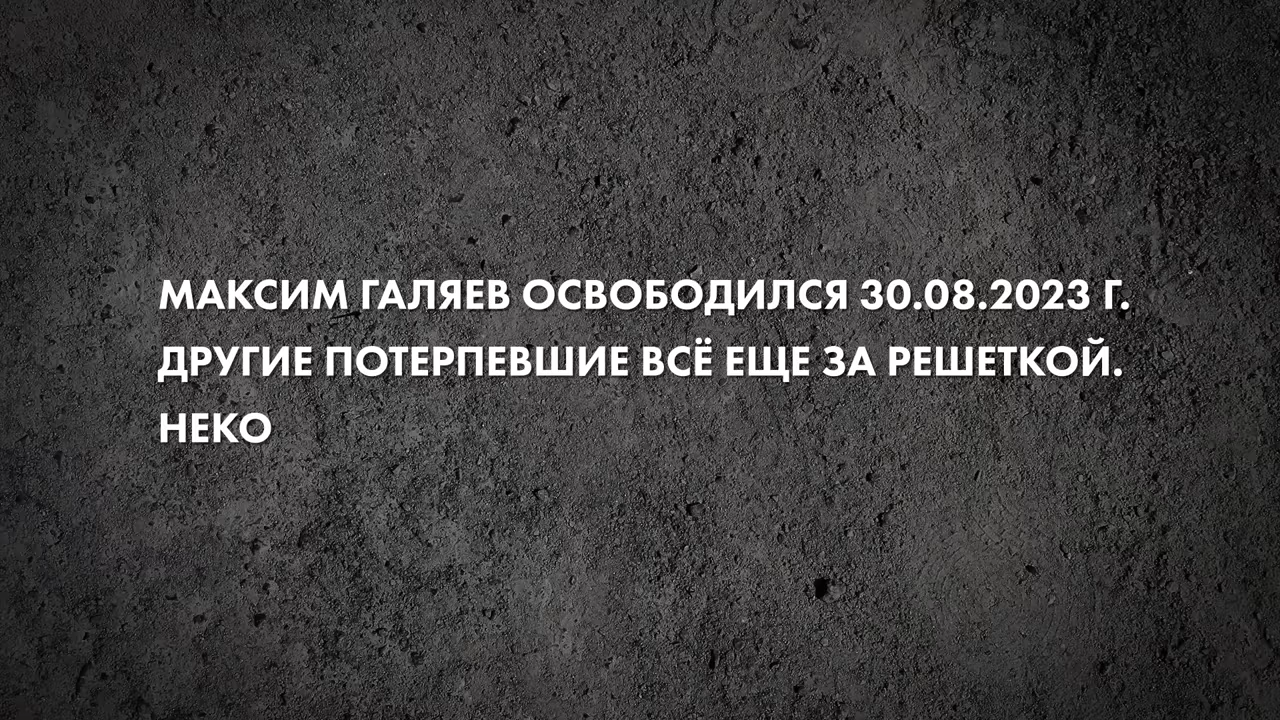 МАКСИМ ГАЛЯЕВ ОСВОБОДИЛСЯ 30.08.2023 Г.
ДРУГИЕ ПОТЕРПЕВШИЕ ВСЁ ЕЩЕ ЗА РЕШЕТКОЙ.
НЕКО